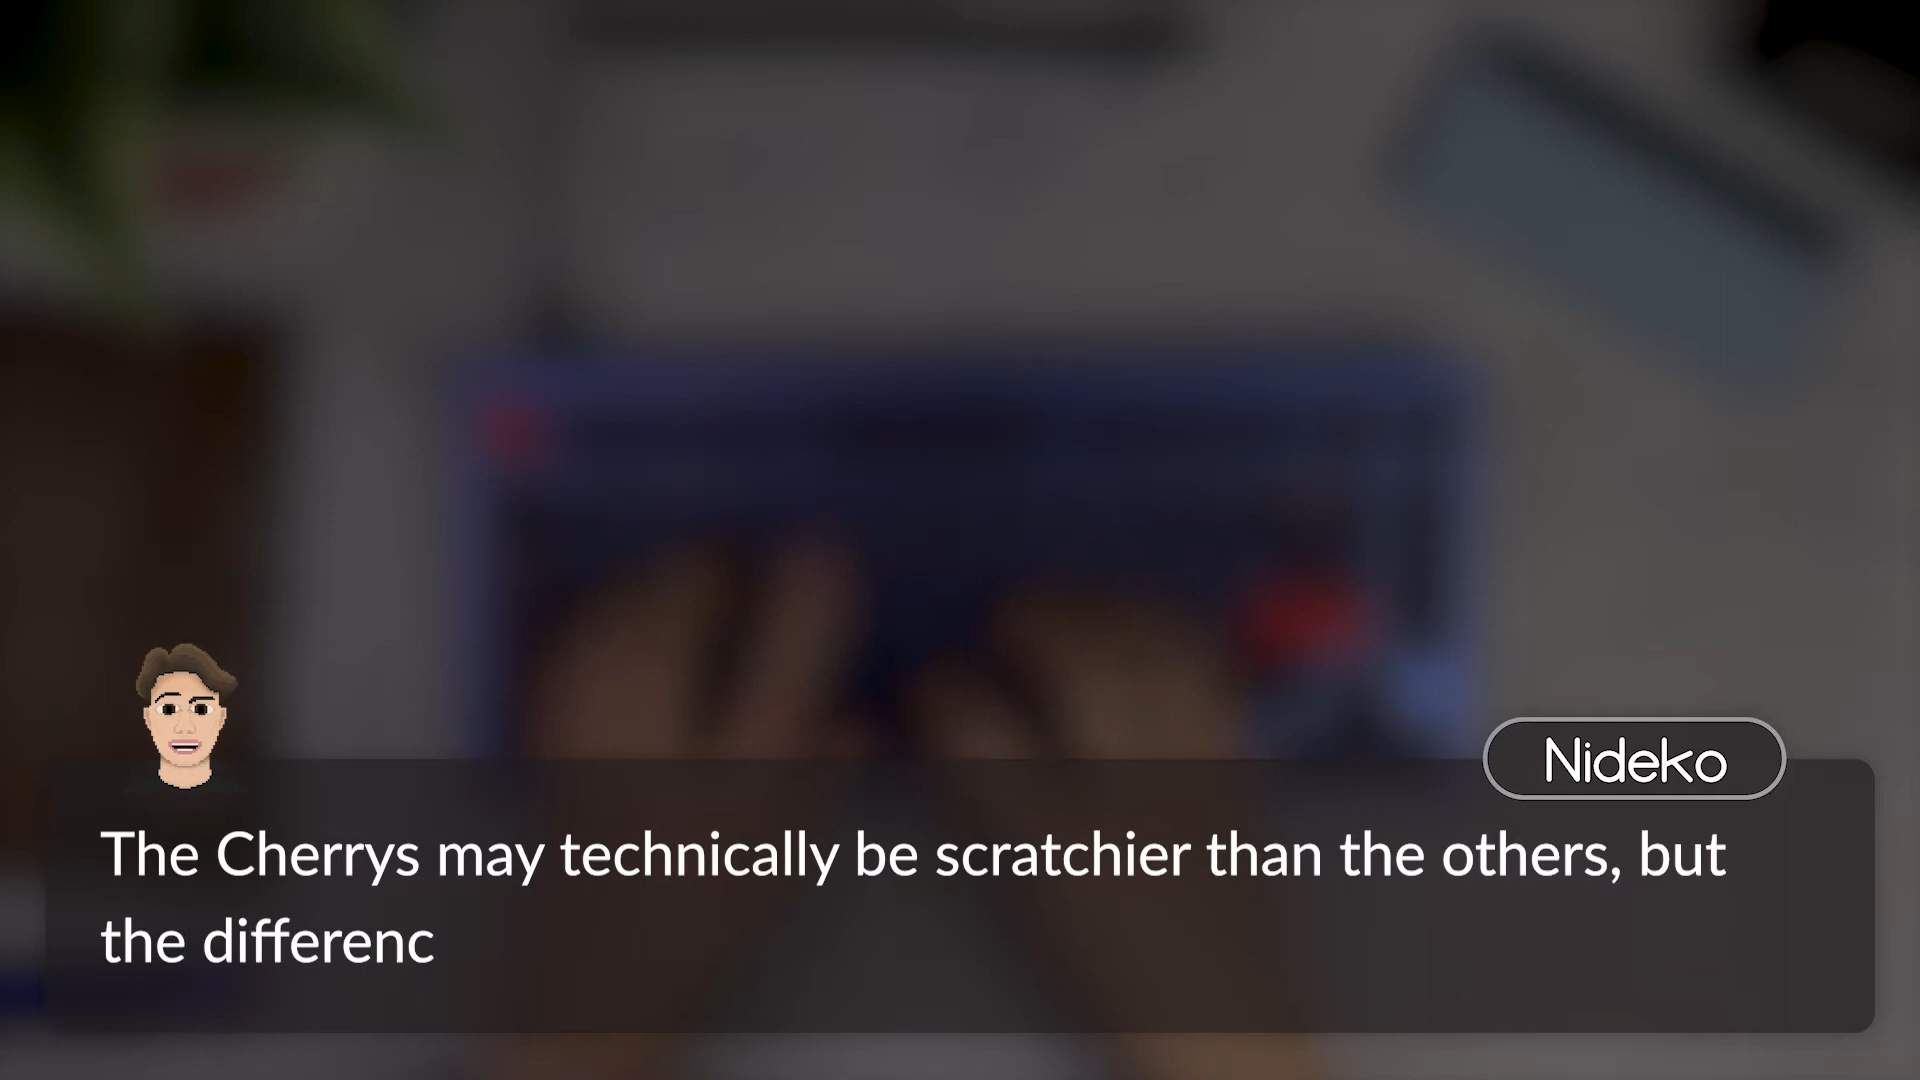 Nideko
The Cherrys may technically be scratchier than the others, but
the differenc